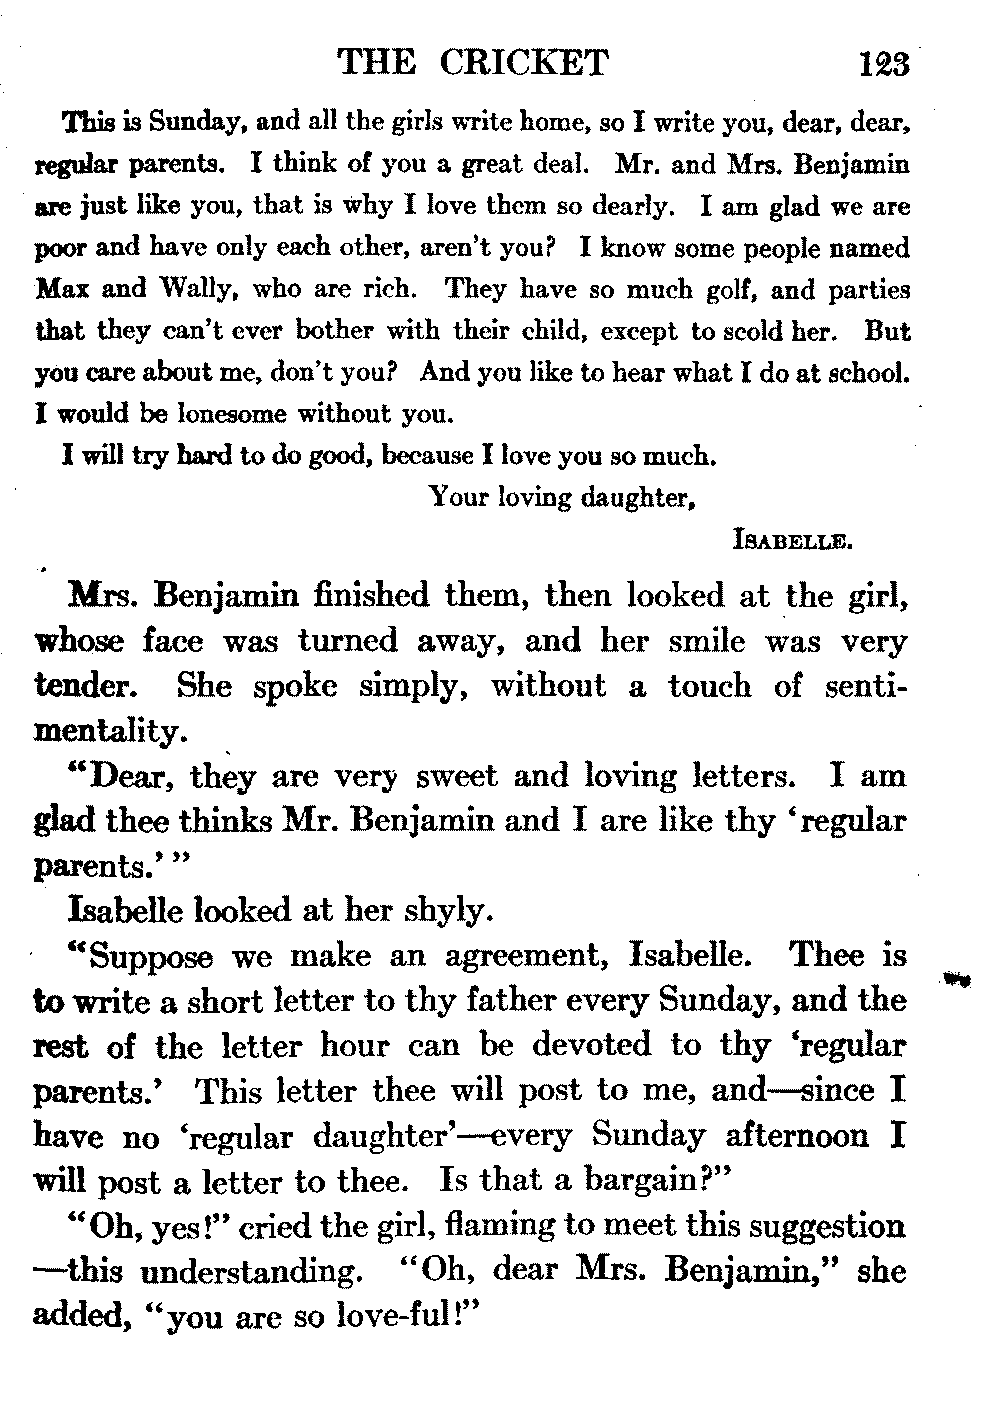 THE CRICKET 123
This is Sunday, and all the girls write home, so I write you, dear, dear,
regular parents. I think of you a great deal. Mr. and Mrs. Benjamin
are just like you, that is why I love them so dearly. I am glad we are
poor and have only each other, aren't you? I know some people named
Max and Wally, who are rich. They have so much golf, and parties
that they can't ever bother with their child, except to scold her. But
you care about me, don't you? And you like to hear what I do at school.
I would be lonesome without you.
I will try hard to do good, because I love you so much.
Your loving daughter,
ISABELLE.
Mrs. Benjamin finished them, then looked at the girl,
whose face was turned away, and her smile was very
tender. She spoke simply, without a touch of senti-
mentality.
“Dear, they are very sweet and loving letters. I am
glad thee thinks Mr. Benjamin and I are like thy ‘regular
parents.’”
Isabelle looked at her shyly.
“Suppose we make an agreement, Isabelle. Thee is
to write a short letter to thy father every Sunday, and the
rest of the letter hour can be devoted to thy ‘regular
parents.’ This letter thee will post to me, and—since I
have no ‘regular daughter’—every Sunday afternoon I
will post a letter to thee. Is that a bargain?”
“Oh, yes!” cried the girl, flaming to meet this suggestion
—this understanding. “Oh, dear Mrs. Benjamin,” she
added, “you are so love-ful!”